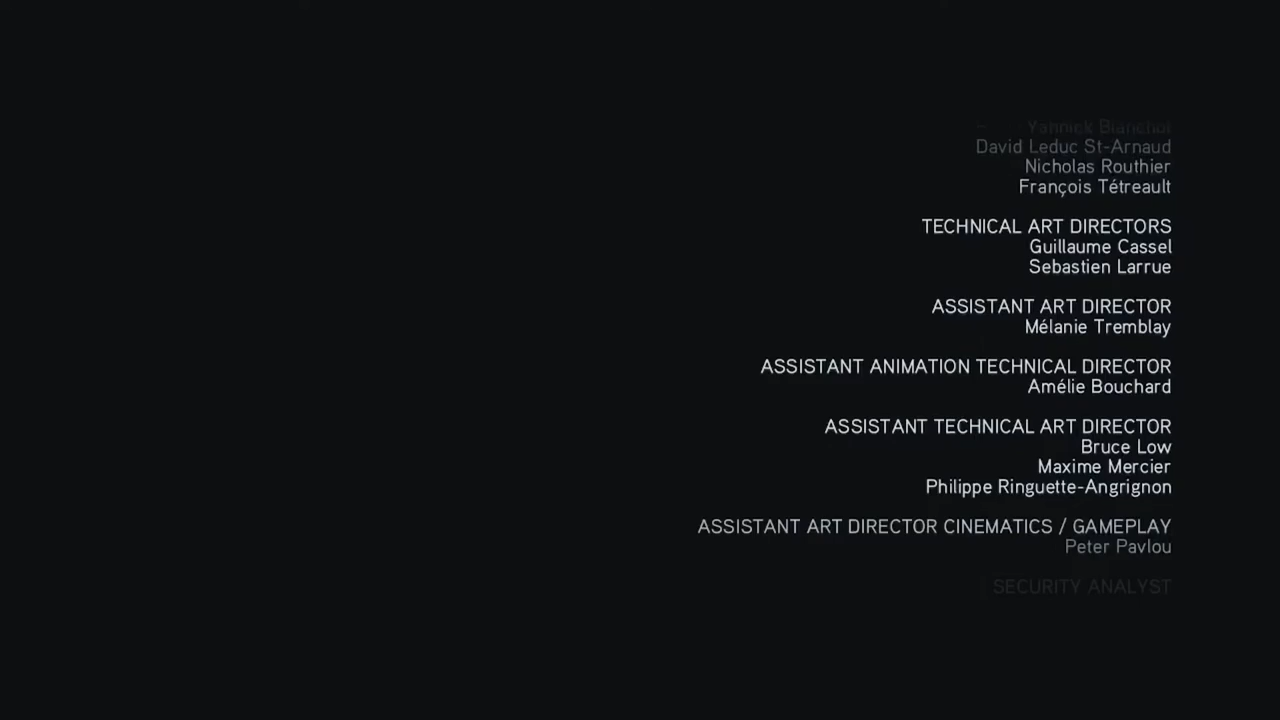 Yannick
David Leduc St-Arnaud
Nicholas Routhier
François Tétreault
TECHNICAL ART DIRECTORS
Guillaume Cassel
Sebastien Larrue
ASSISTANT ART DIRECTOR
Mélanie Tremblay
ASSISTANT ANIMATION TECHNICAL DIRECTOR
Amélie Bouchard
ASSISTANT TECHNICAL ART DIRECTOR
Bruce Low
Maxime Mercier
Philippe Ringuette-Angrignon
ASSISTANT ART DIRECTOR CINEMATICS / GAMEPLAY
Peter Pavlou
SECURITY ANALYST